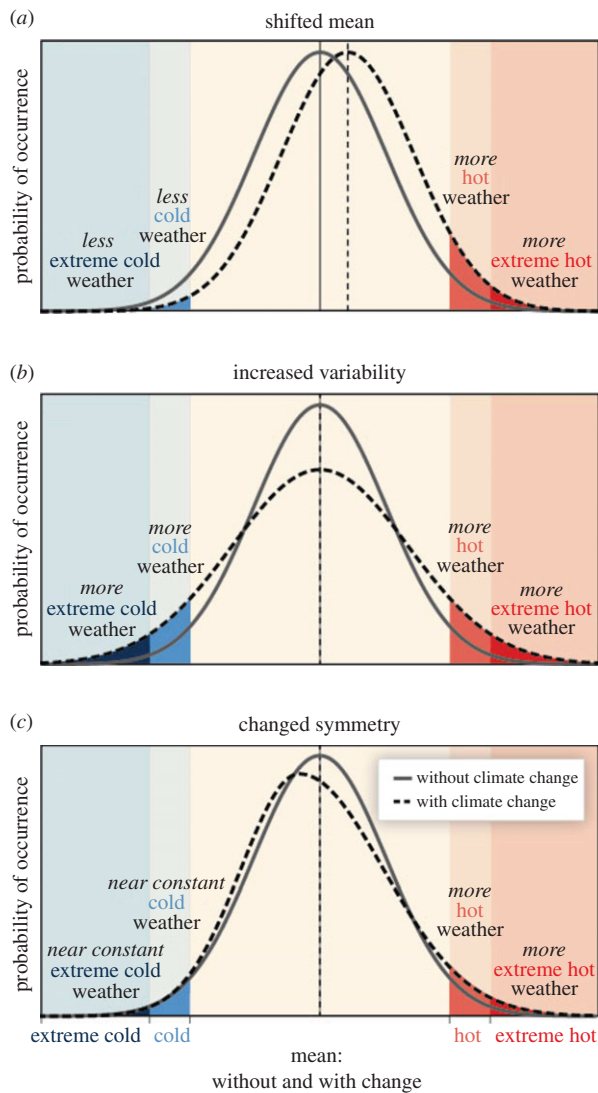 (a) shifted mean
probability of occurrence
less
cold
weather
less
extreme cold
weather
more
hot
weather
more
extreme hot
weather
(b) increased variability
probability of occurrence
more
cold
weather
more
extreme cold
weather
more
hot
weather
more
extreme hot
weather
(c) changed symmetry
probability of occurrence
without climate change
with climate change
near constant
cold
weather
near constant
extreme cold
weather
more
hot
weather
more
extreme hot
weather
extreme cold cold hot extreme hot
mean:
without and with change